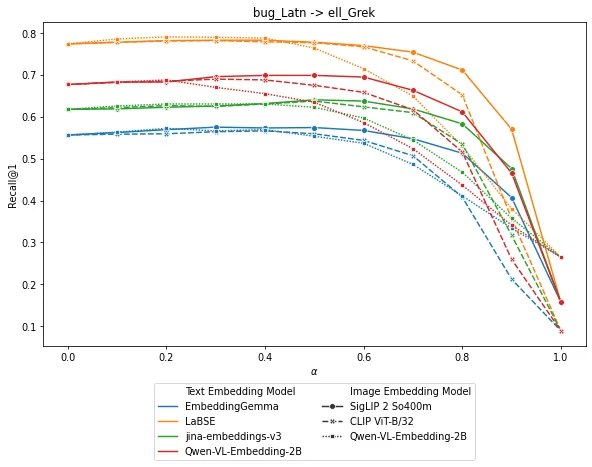 bug_Latn -> ell_Grek
0.8
0.7
0.6
0.5
0.4
0.3
0.2
0.1
Recall@1
0.0 0.2 0.4 0.6 0.8 1.0
α
Text Embedding Model Image Embedding Model
EmbeddingGemma SigLIP 2 So400m
LaBSE CLIP ViT-B/32
jina-embeddings-v3 Qwen-VL-Embedding-2B
Qwen-VL-Embedding-2B